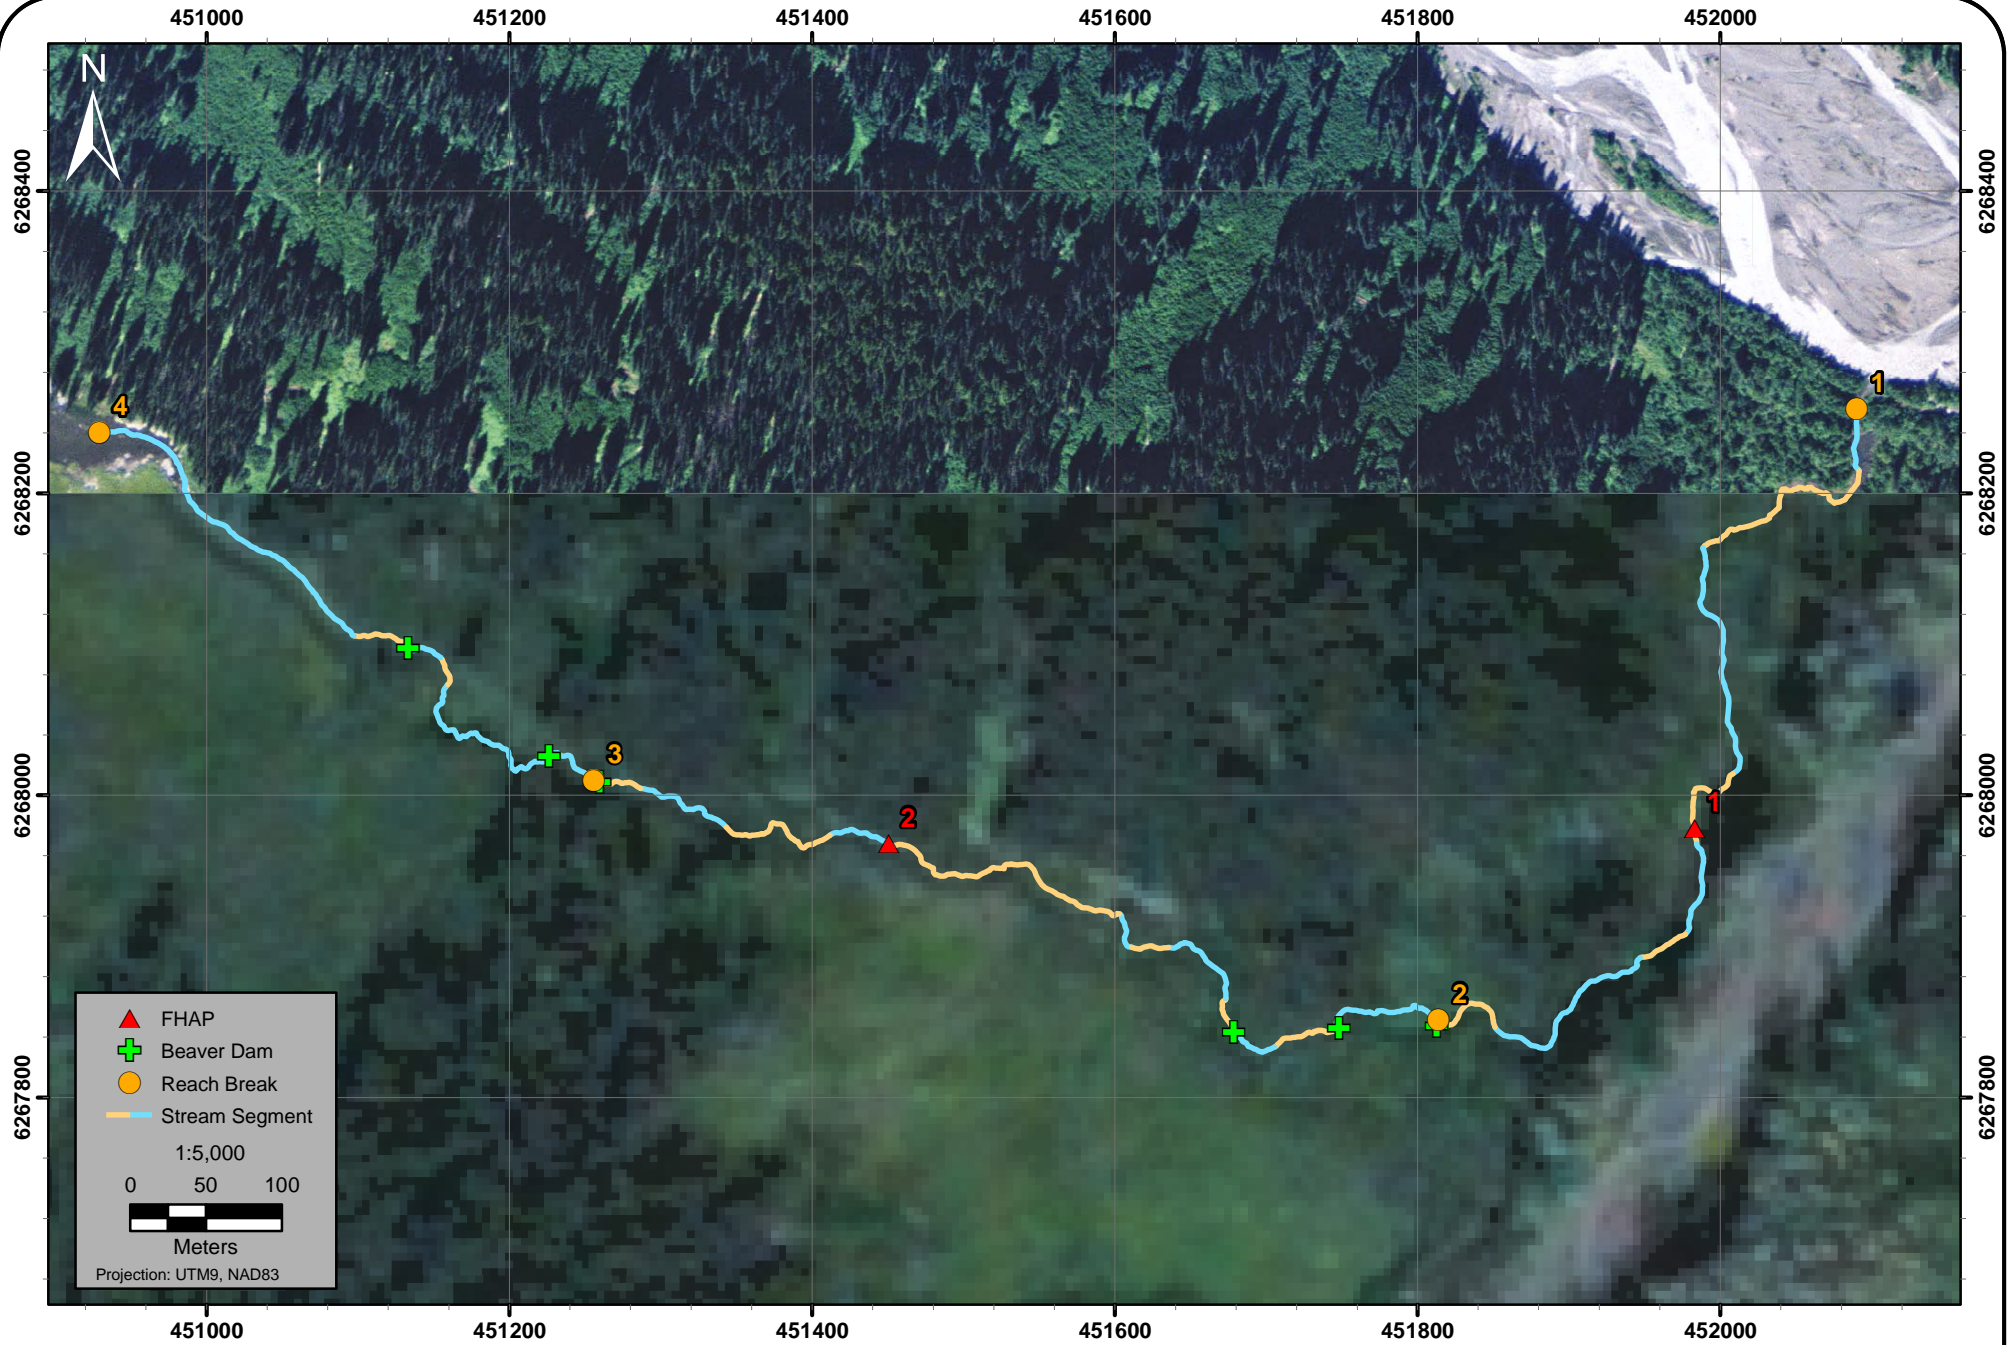 451000 451200 451400 451600 451800 452000
N
6268400 6268400
1
4
6268200 6268200
3
6268000 6268000
1
2
2
FHAP
Beaver Dam
Reach Break
Stream Segment
1:5,000
0 50 100
Meters
Projection: UTM9, NAD83
6267800 6267800
451000 451200 451400 451600 451800 452000